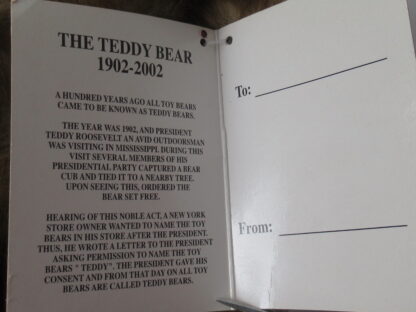 THE TEDDY BEAR
1902-2002
A HUNDRED YEARS AGO ALL TOY BEARS
CAME TO BE KNOWN AS TEDDY BEARS.
THE YEAR WAS 1902, AND PRESIDENT
TEDDY ROOSEVELT AN AVID OUTDOORSMAN
WAS VISITING IN MISSISSIPPI. DURING THIS
VISIT SEVERAL MEMBERS OF HIS
PRESIDENTIAL PARTY CAPTURED A BEAR
CUB AND TIED IT TO A NEARBY TREE.
UPON SEEING THIS, ORDERED THE
BEAR SET FREE.
HEARING OF THIS NOBLE ACT, A NEW YORK
STORE OWNER WANTED TO NAME THE TOY
BEARS IN HIS STORE AFTER THE PRESIDENT.
THUS, HE WROTE A LETTER TO THE PRESIDENT
ASKING PERMISSION TO NAME THE TOY
BEARS " TEDDY". THE PRESIDENT GAVE HIS
CONSENT AND FROM THAT DAY ON ALL TOY
BEARS ARE CALLED TEDDY BEARS.
To:
From: